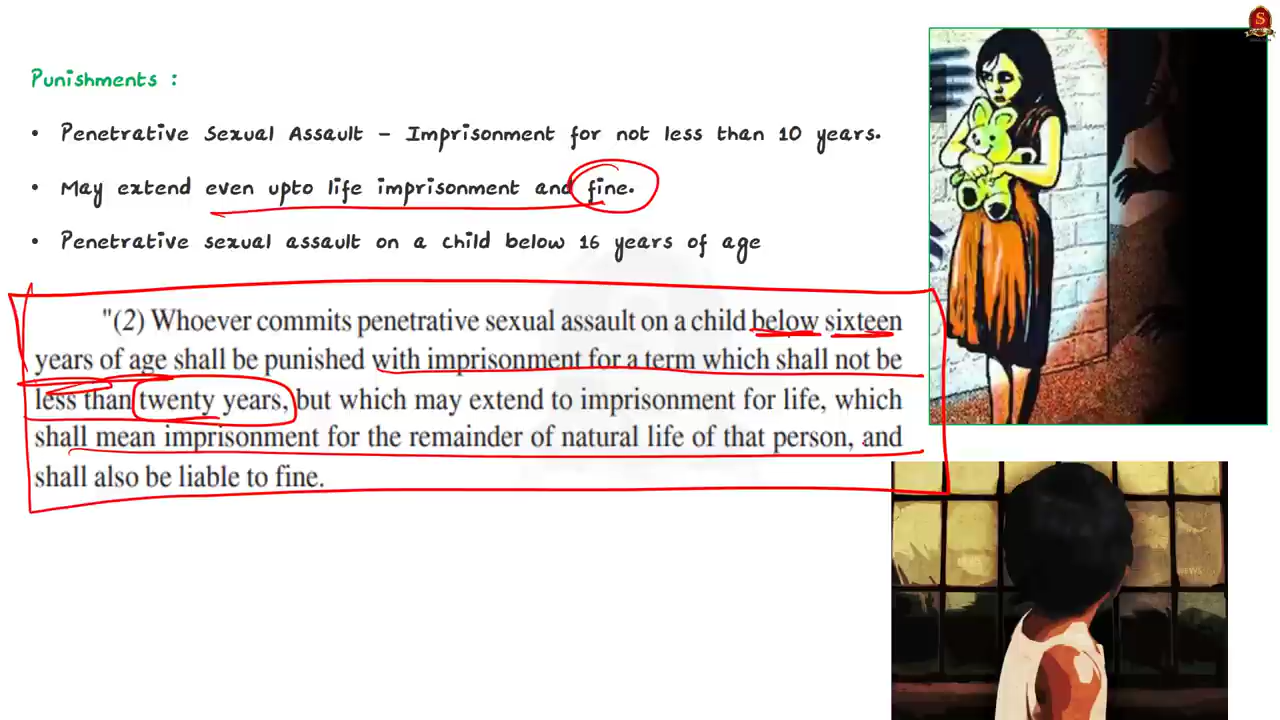 Punishments :
• Penetrative Sexual Assault – Imprisonment for not less than 10 years.
• May extend even upto life imprisonment and fine.
• Penetrative sexual assault on a child below 16 years of age
"(2) Whoever commits penetrative sexual assault on a child below sixteen
years of age shall be punished with imprisonment for a term which shall not be
less than twenty years, but which may extend to imprisonment for life, which
shall mean imprisonment for the remainder of natural life of that person, and
shall also be liable to fine.